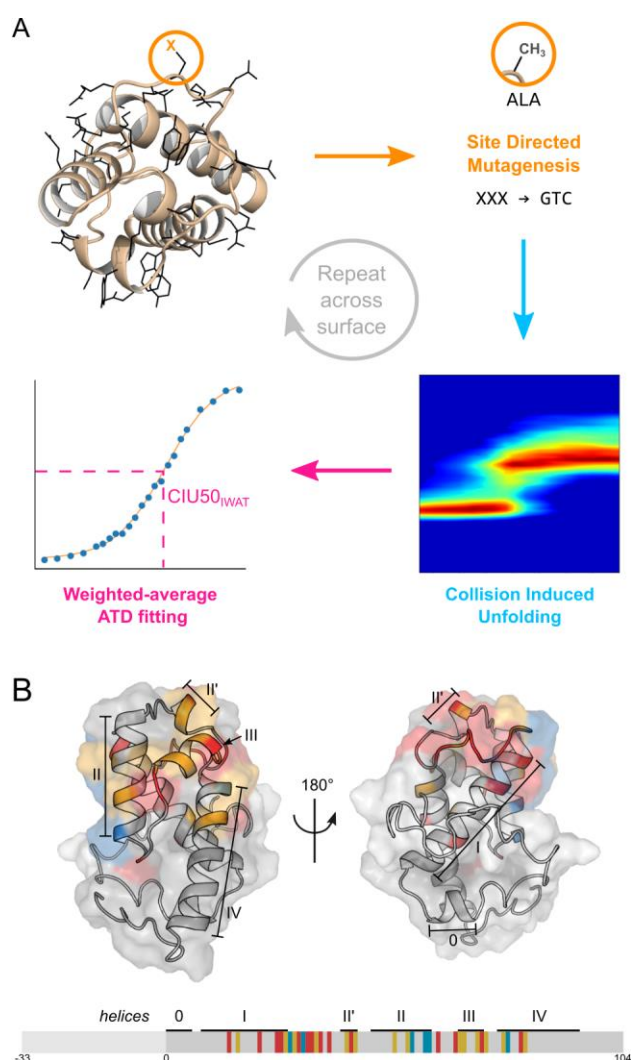 A
X
CH3
ALA
Site Directed
Mutagenesis
XXX → GTC
Repeat
across
surface
CIU50IWAT
Weighted-average
ATD fitting
Collision Induced
Unfolding
B
II'
II
III
IV
180°
II'
I
0
helices 0 I II' II III IV
-33 0 104